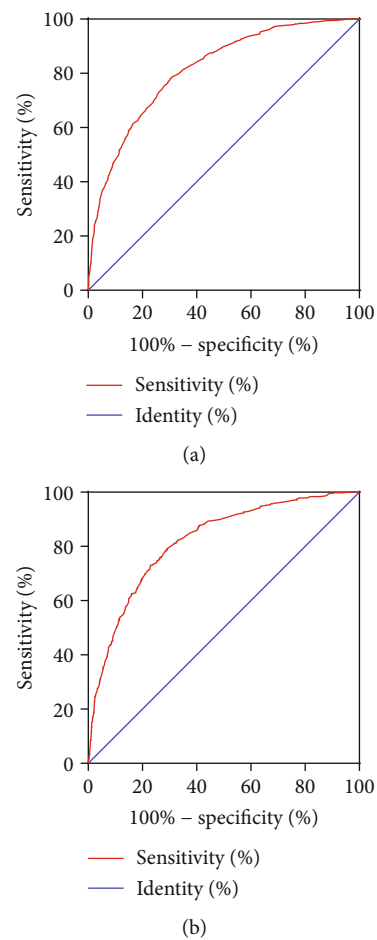 100
80
60
40
20
0
Sensitivity (%)
0 20 40 60 80 100
100% − specificity (%)
Sensitivity (%)
Identity (%)
(a)
100
80
60
40
20
0
Sensitivity (%)
0 20 40 60 80 100
100% − specificity (%)
Sensitivity (%)
Identity (%)
(b)